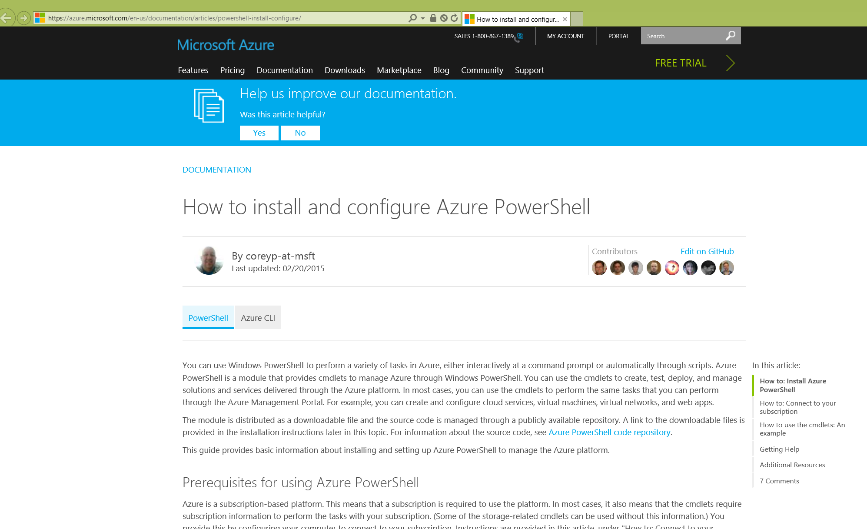 https://azure.microsoft.com/en-us/documentation/articles/powershell-install-configure/
How to install and configur...
SALES 1-800-867-1389
MY ACCOUNT
PORTAL
Search
Microsoft Azure
FREE TRIAL
Features Pricing Documentation Downloads Marketplace Blog Community Support
Help us improve our documentation.
Was this article helpful?
Yes No
DOCUMENTATION
How to install and configure Azure PowerShell
By coreyp-at-msft
Last updated: 02/20/2015
Contributors
Edit on GitHub
PowerShell Azure CLI
You can use Windows PowerShell to perform a variety of tasks in Azure, either interactively at a command prompt or automatically through scripts. Azure
PowerShell is a module that provides cmdlets to manage Azure through Windows PowerShell. You can use the cmdlets to create, test, deploy, and manage
solutions and services delivered through the Azure platform. In most cases, you can use the cmdlets to perform the same tasks that you can perform
through the Azure Management Portal. For example, you can create and configure cloud services, virtual machines, virtual networks, and web apps.
The module is distributed as a downloadable file and the source code is managed through a publicly available repository. A link to the downloadable files is
provided in the installation instructions later in this topic. For information about the source code, see Azure PowerShell code repository.
This guide provides basic information about installing and setting up Azure PowerShell to manage the Azure platform.
Prerequisites for using Azure PowerShell
Azure is a subscription-based platform. This means that a subscription is required to use the platform. In most cases, it also means that the cmdlets require
subscription information to perform the tasks with your subscription. (Some of the storage-related cmdlets can be used without this information.) You
provide this by configuring your computer to connect to your subscription. Instructions are provided in this article, under "How to: Connect to your
In this article:
How to: Install Azure
PowerShell
How to: Connect to your
subscription
How to use the cmdlets: An
example
Getting Help
Additional Resources
7 Comments